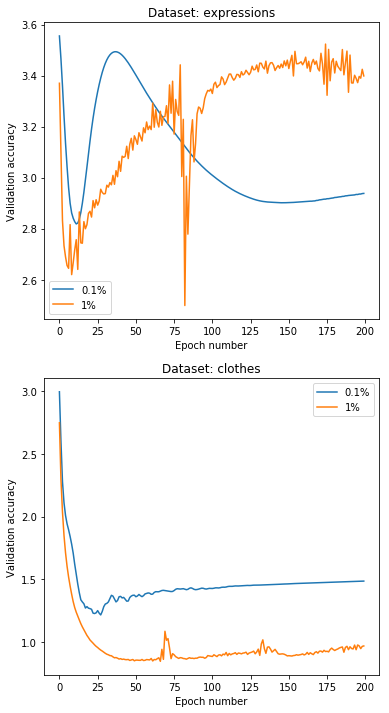 Dataset: expressions
Validation accuracy
3.6
3.4
3.2
3.0
2.8
2.6
0.1%
1%
0 25 50 75 100 125 150 175 200
Epoch number
Dataset: clothes
Validation accuracy
3.0
2.5
2.0
1.5
1.0
0.1%
1%
0 25 50 75 100 125 150 175 200
Epoch number